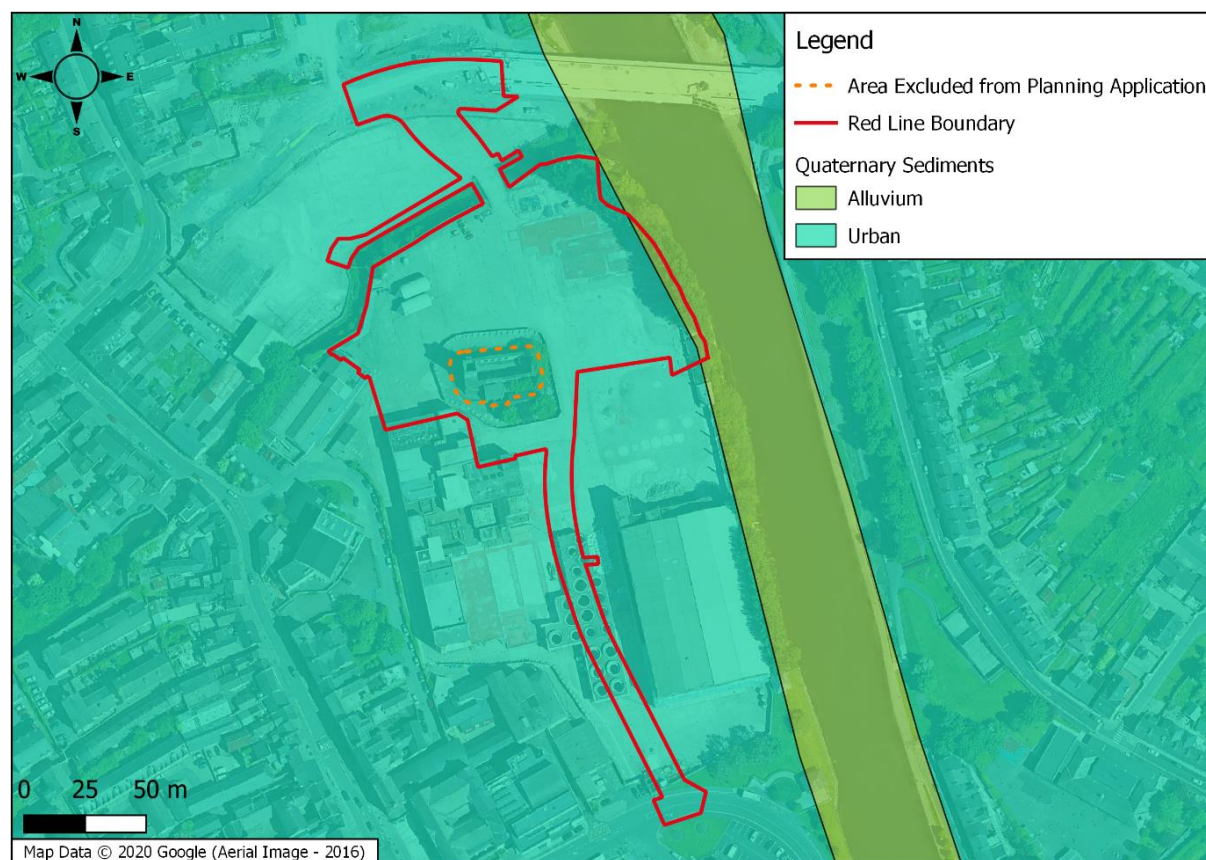 N
W E
S
Legend
Area Excluded from Planning Application
Red Line Boundary
Quaternary Sediments
Alluvium
Urban
0 25 50 m
Map Data © 2020 Google (Aerial Image - 2016)